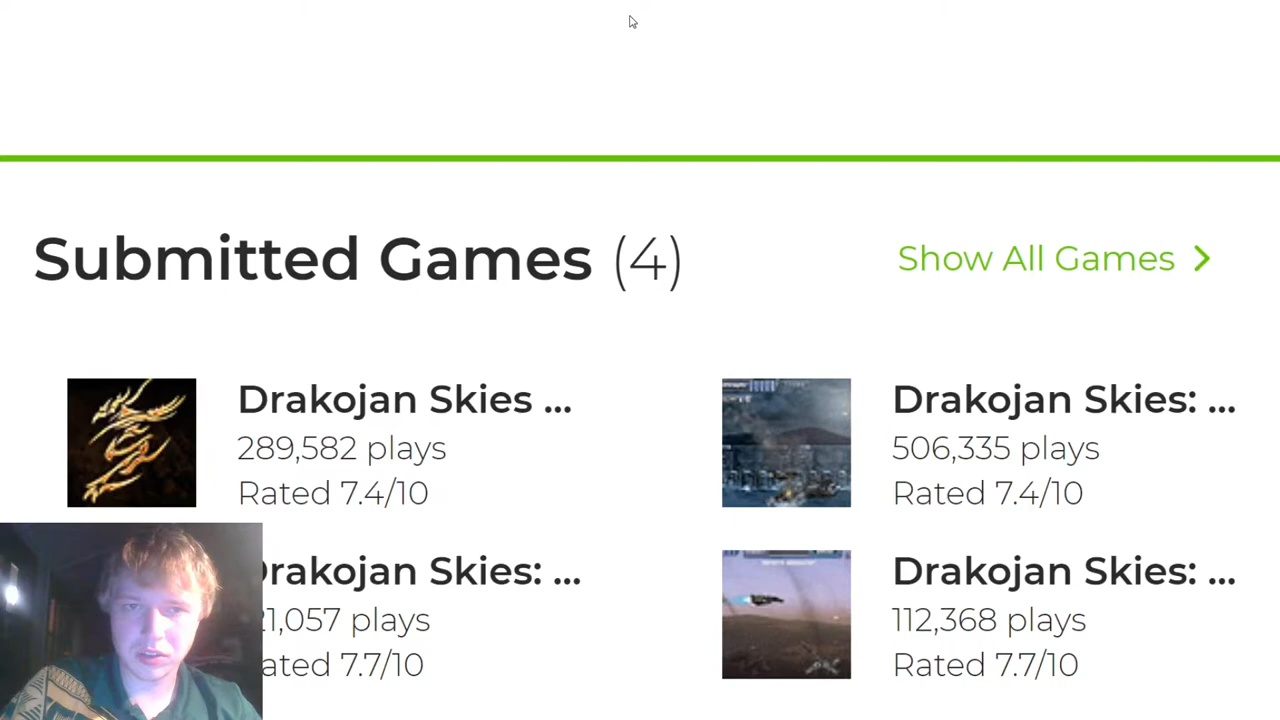 Submitted Games (4)
Show All Games
Drakojan Skies ...
289,582 plays
Rated 7.4/10
Drakojan Skies: ...
506,335 plays
Rated 7.4/10
Drakojan Skies: ...
21,057 plays
ated 7.7/10
Drakojan Skies: ...
112,368 plays
Rated 7.7/10